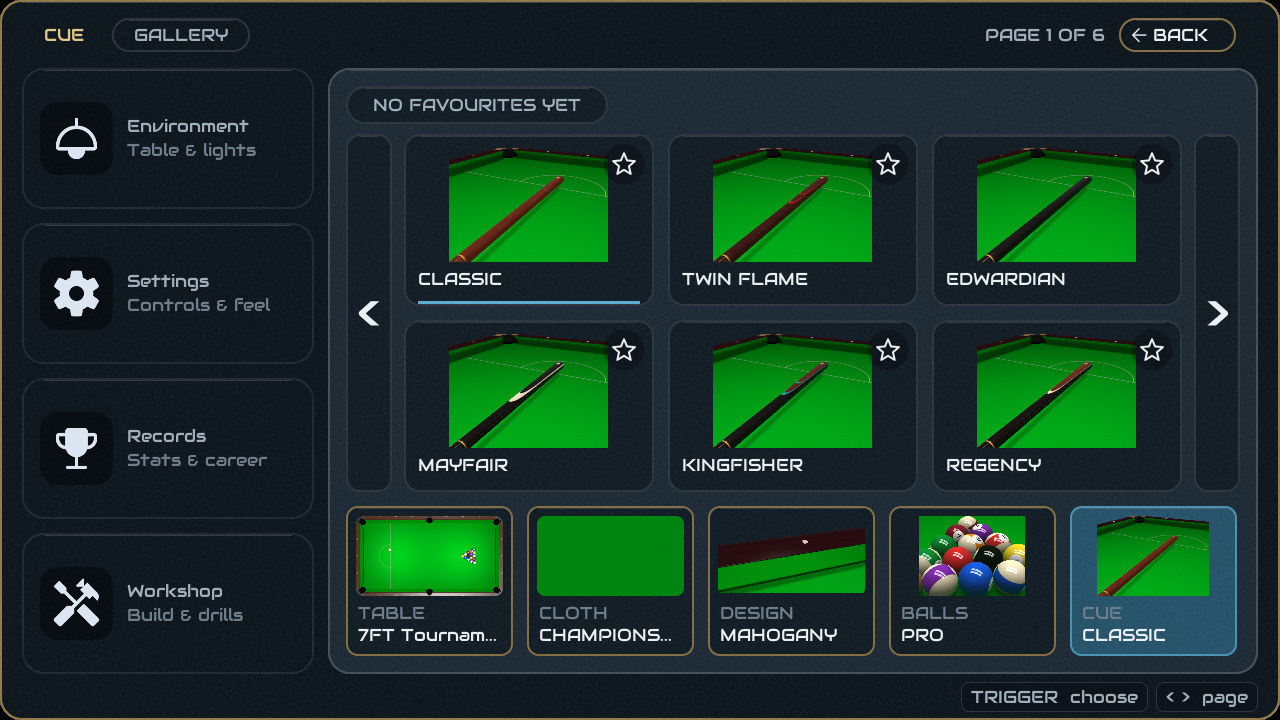 CUE
GALLERY
PAGE 1 OF 6
← BACK
Environment
Table & lights
Settings
Controls & feel
Records
Stats & career
Workshop
Build & drills
NO FAVOURITES YET
CLASSIC
TWIN FLAME
EDWARDIAN
MAYFAIR
KINGFISHER
REGENCY
TABLE
7FT Tournam...
CLOTH
CHAMPIONS...
DESIGN
MAHOGANY
BALLS
PRO
CUE
CLASSIC
TRIGGER choose
< > page